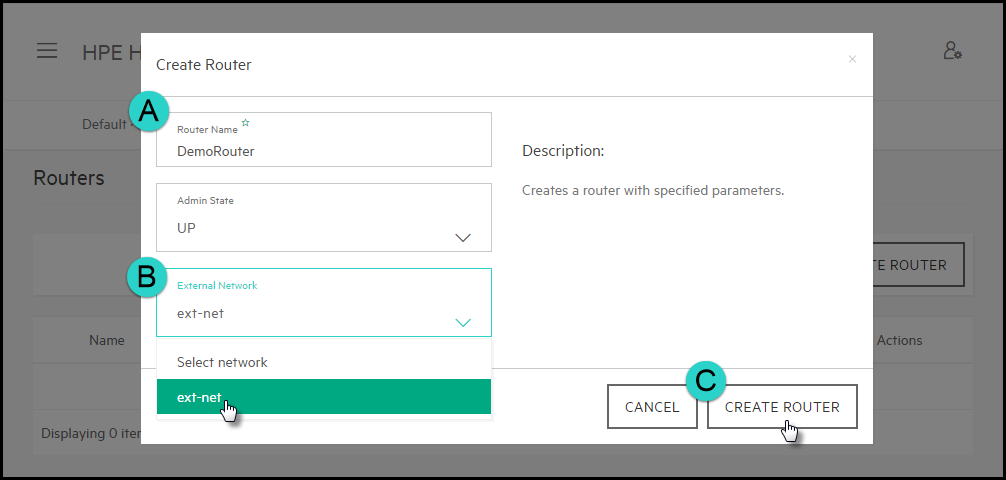 HPE H
Create Router
×
Default
A
Router Name ☆
DemoRouter
Description:
Creates a router with specified parameters.
Routers
Admin State
UP
TE ROUTER
B
External Network
ext-net
Name
Actions
Select network
ext-net
C
CANCEL
CREATE ROUTER
Displaying 0 iter